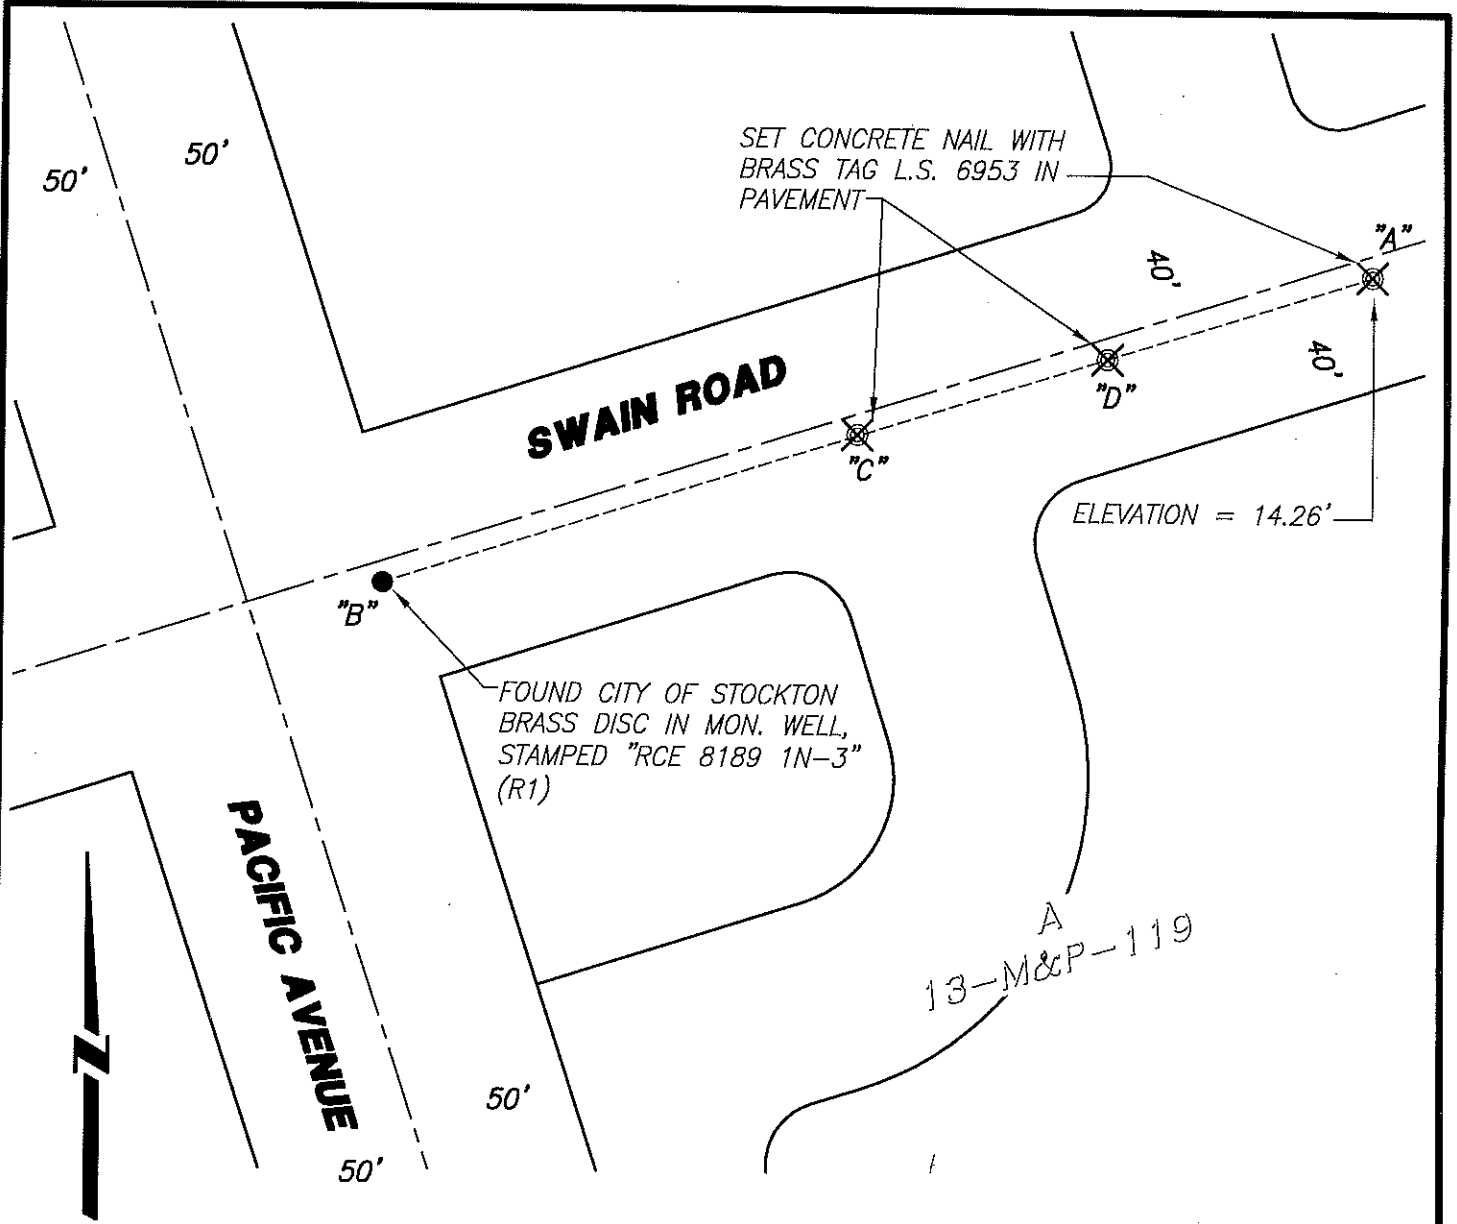 50'
50'
SET CONCRETE NAIL WITH
BRASS TAG L.S. 6953 IN
PAVEMENT
"A"
40'
40'
SWAIN ROAD
"D"
"C"
ELEVATION = 14.26'
"B"
FOUND CITY OF STOCKTON
BRASS DISC IN MON. WELL,
STAMPED "RCE 8189 1N-3"
(R1)
PACIFIC AVENUE
A
13-M&P-119
Z
50'
50'